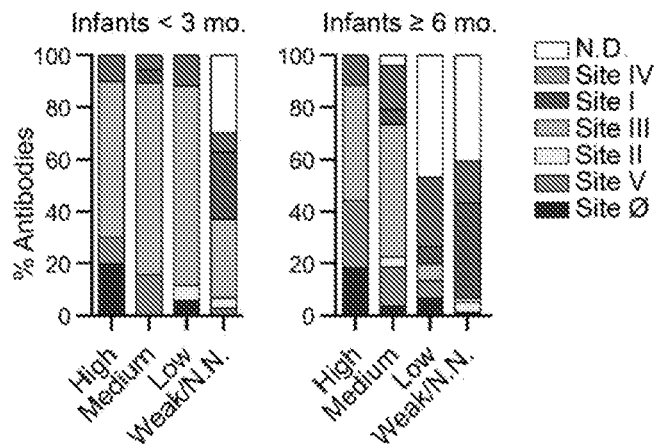 Infants < 3 mo.
Infants ≥ 6 mo.
% Antibodies
100
80
60
40
20
0
High
Medium
Low
Weak/N.N.
100
80
60
40
20
0
High
Medium
Low
Weak/N.N.
N.D.
Site IV
Site I
Site III
Site II
Site V
Site Ø